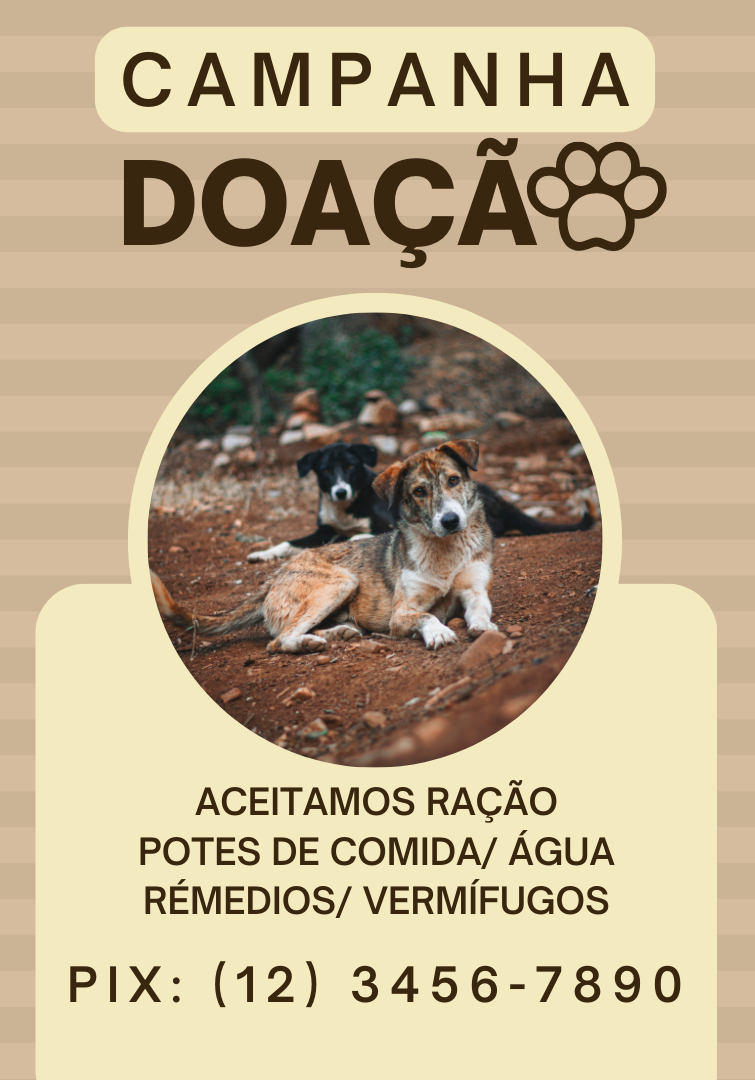 CAMPANHA
DOAÇÃ
ACEITAMOS RAÇÃO
POTES DE COMIDA/ ÁGUA
RÉMEDIOS/ VERMÍFUGOS
PIX: (12) 3456-7890